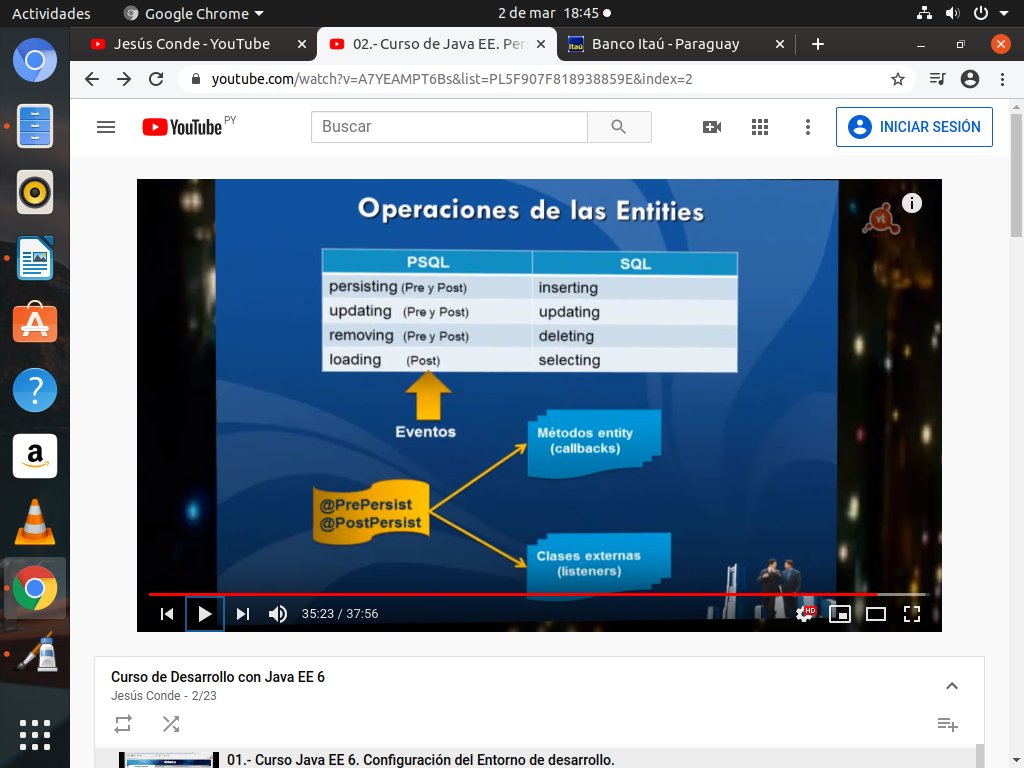 Actividades
Google Chrome
2 de mar 18:45
Jesús Conde - YouTube
02.- Curso de Java EE. Per
Banco Itaú - Paraguay
youtube.com/watch?v=A7YEAMPT6Bs&list=PL5F907F818938859E&index=2
YouTube PY
Buscar
INICIAR SESIÓN
Operaciones de las Entities
PSQL SQL
persisting (Pre y Post) inserting
updating (Pre y Post) updating
removing (Pre y Post) deleting
loading (Post) selecting
Eventos
Métodos entity
(callbacks)
@PrePersist
@PostPersist
Clases externas
(listeners)
35:23 / 37:56
HD
Curso de Desarrollo con Java EE 6
Jesús Conde - 2/23
01.- Curso Java EE 6. Configuración del Entorno de desarrollo.